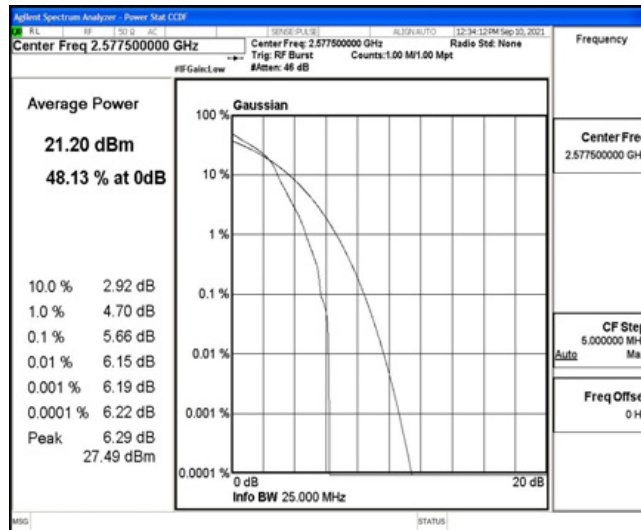 Agilent Spectrum Analyzer - Power Stat CCDF
RL RF 50 Ω AC SENSE:PULSE ALIGN AUTO 12:34:12 PM Sep 10, 2021
Center Freq 2.577500000 GHz
Center Freq: 2.577500000 GHz Radio Std: None
Trig: RF Burst Counts:1.00 M/1.00 Mpt
#IFGain:Low #Atten: 46 dB
Frequency
Average Power
21.20 dBm
48.13 % at 0dB
10.0 % 2.92 dB
1.0 % 4.70 dB
0.1 % 5.66 dB
0.01 % 6.15 dB
0.001 % 6.19 dB
0.0001 % 6.22 dB
Peak 6.29 dB
27.49 dBm
Gaussian
100 %
10 %
1 %
0.1 %
0.01 %
0.001 %
0.0001 %
0 dB 20 dB
Info BW 25.000 MHz
Center Fre
2.577500000 GH
CF Step
5.000000 MH
Auto Ma
Freq Offse
0 H
MSG STATUS